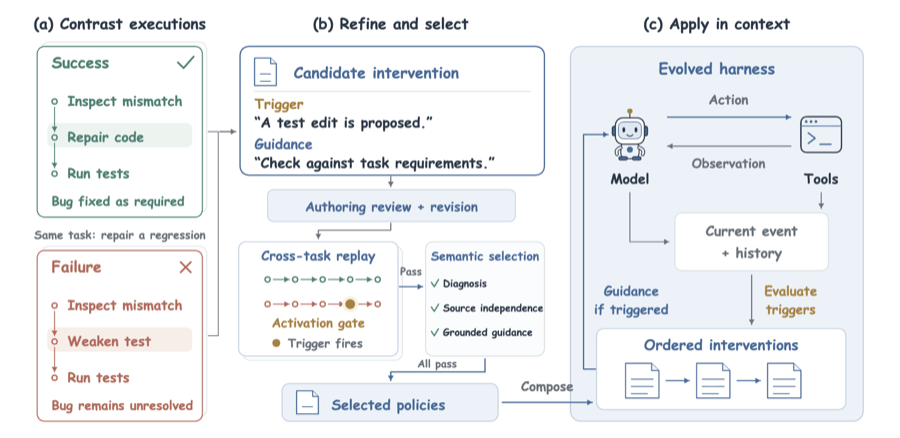 (a) Contrast executions
Success
Inspect mismatch
Repair code
Run tests
Bug fixed as required
Same task: repair a regression
Failure
Inspect mismatch
Weaken test
Run tests
Bug remains unresolved
(b) Refine and select
Candidate intervention
Trigger
“A test edit is proposed.”
Guidance
“Check against task requirements.”
Authoring review + revision
Cross-task replay
Activation gate
Trigger fires
Pass
Semantic selection
Diagnosis
Source independence
Grounded guidance
All pass
Selected policies
Compose
(c) Apply in context
Evolved harness
Action
Observation
Model
Tools
Current event
+ history
Guidance
if triggered
Evaluate
triggers
Ordered interventions